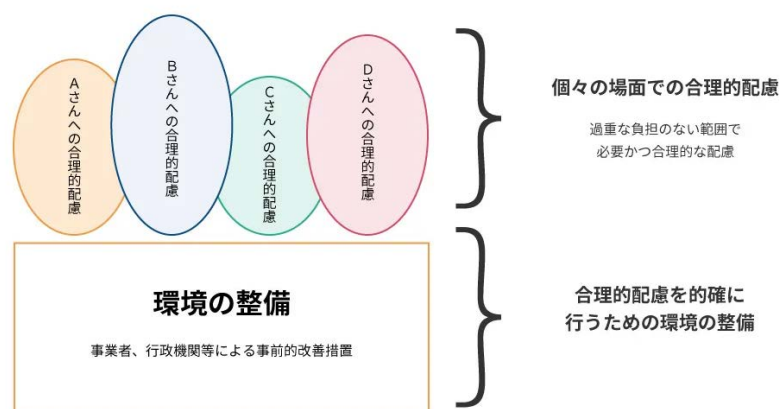 Aさんへの合理的配慮
Bさんへの合理的配慮
Cさんへの合理的配慮
Dさんへの合理的配慮
個々の場面での合理的配慮
過重な負担のない範囲で
必要かつ合理的な配慮
環境の整備
事業者、行政機関等による事前的改善措置
合理的配慮を的確に
行うための環境の整備